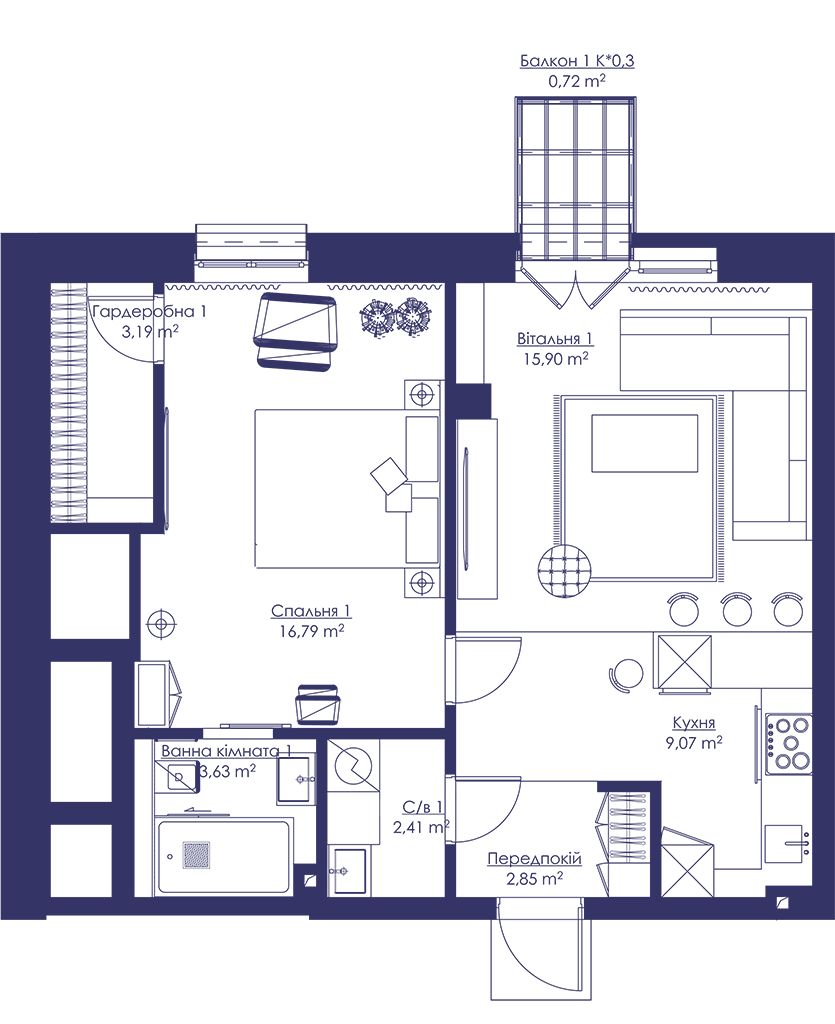 Балкон 1 К*0,3
0,72 m²
Гардеробна 1
3,19 m²
Вітальня 1
15,90 m²
Спальня 1
16,79 m²
Кухня
9,07 m²
Ванна кімната 1
3,63 m²
D
С/в 1
2,41 m²
Передпокій
2,85 m²